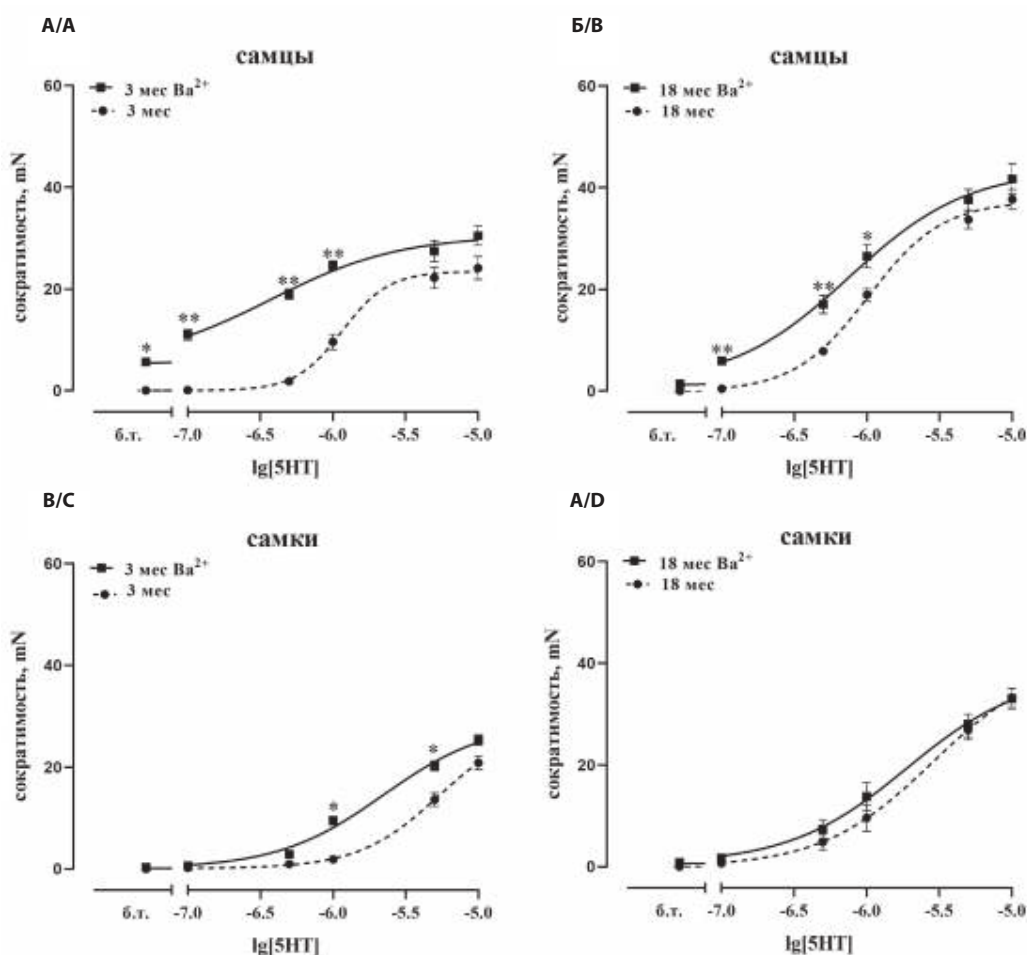 А/A
самцы
3 мес Ba²⁺
3 мес
сократимость, mN
60
40
20
0
* ** ** **
б.т. -7.0 -6.5 -6.0 -5.5 -5.0
lg[5HT]
Б/B
самцы
18 мес Ba²⁺
18 мес
сократимость, mN
60
40
20
0
** ** *
б.т. -7.0 -6.5 -6.0 -5.5 -5.0
lg[5HT]
В/C
самки
3 мес Ba²⁺
3 мес
сократимость, mN
60
40
20
0
* *
б.т. -7.0 -6.5 -6.0 -5.5 -5.0
lg[5HT]
А/D
самки
18 мес Ba²⁺
18 мес
сократимость, mN
60
40
20
0
б.т. -7.0 -6.5 -6.0 -5.5 -5.0
lg[5HT]